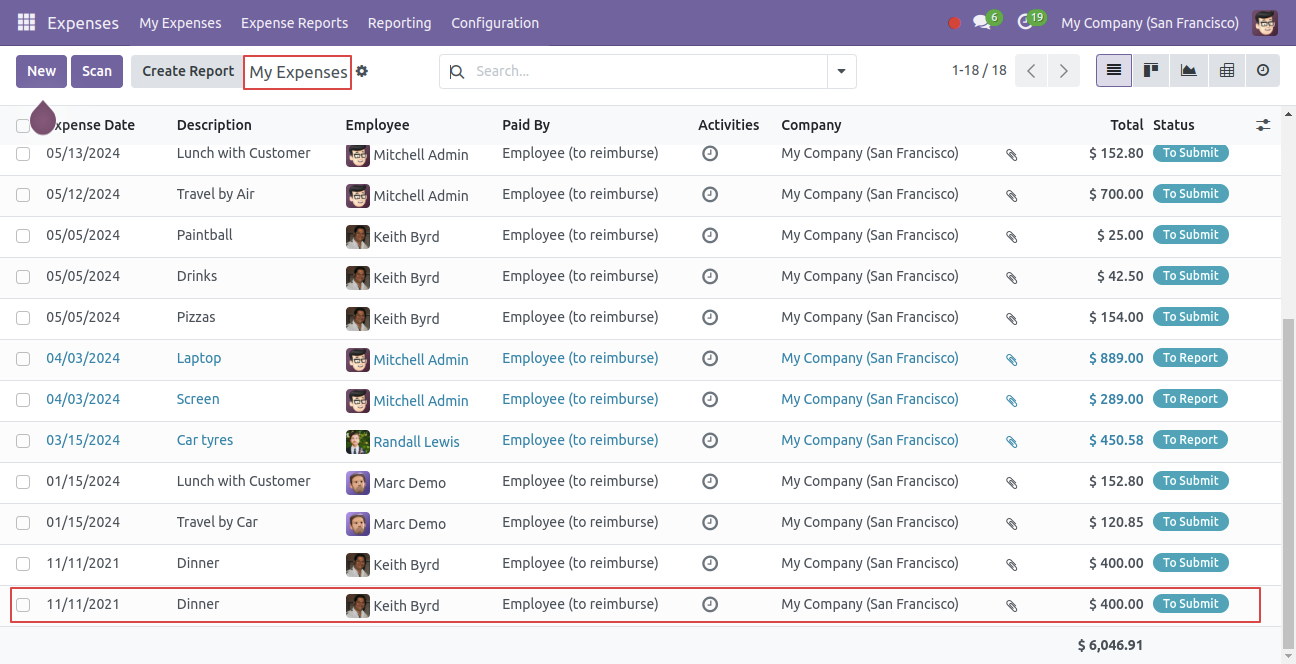 Expenses My Expenses Expense Reports Reporting Configuration 6 19 My Company (San Francisco)
New Scan Create Report My Expenses Search... 1-18 / 18
xpense Date Description Employee Paid By Activities Company Total Status
05/13/2024 Lunch with Customer Mitchell Admin Employee (to reimburse) My Company (San Francisco) $ 152.80 To Submit
05/12/2024 Travel by Air Mitchell Admin Employee (to reimburse) My Company (San Francisco) $ 700.00 To Submit
05/05/2024 Paintball Keith Byrd Employee (to reimburse) My Company (San Francisco) $ 25.00 To Submit
05/05/2024 Drinks Keith Byrd Employee (to reimburse) My Company (San Francisco) $ 42.50 To Submit
05/05/2024 Pizzas Keith Byrd Employee (to reimburse) My Company (San Francisco) $ 154.00 To Submit
04/03/2024 Laptop Mitchell Admin Employee (to reimburse) My Company (San Francisco) $ 889.00 To Report
04/03/2024 Screen Mitchell Admin Employee (to reimburse) My Company (San Francisco) $ 289.00 To Report
03/15/2024 Car tyres Randall Lewis Employee (to reimburse) My Company (San Francisco) $ 450.58 To Report
01/15/2024 Lunch with Customer Marc Demo Employee (to reimburse) My Company (San Francisco) $ 152.80 To Submit
01/15/2024 Travel by Car Marc Demo Employee (to reimburse) My Company (San Francisco) $ 120.85 To Submit
11/11/2021 Dinner Keith Byrd Employee (to reimburse) My Company (San Francisco) $ 400.00 To Submit
11/11/2021 Dinner Keith Byrd Employee (to reimburse) My Company (San Francisco) $ 400.00 To Submit
$ 6,046.91